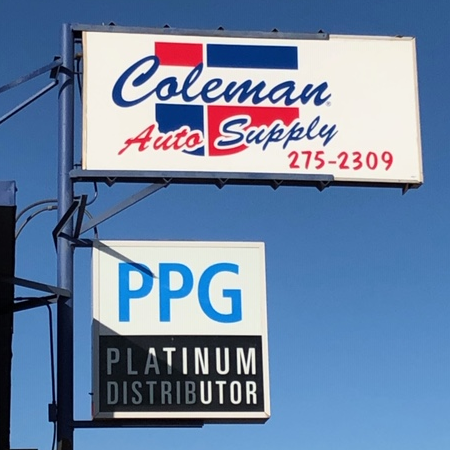 Coleman
Auto Supply
275-2309
PPG
PLATINUM
DISTRIBUTOR